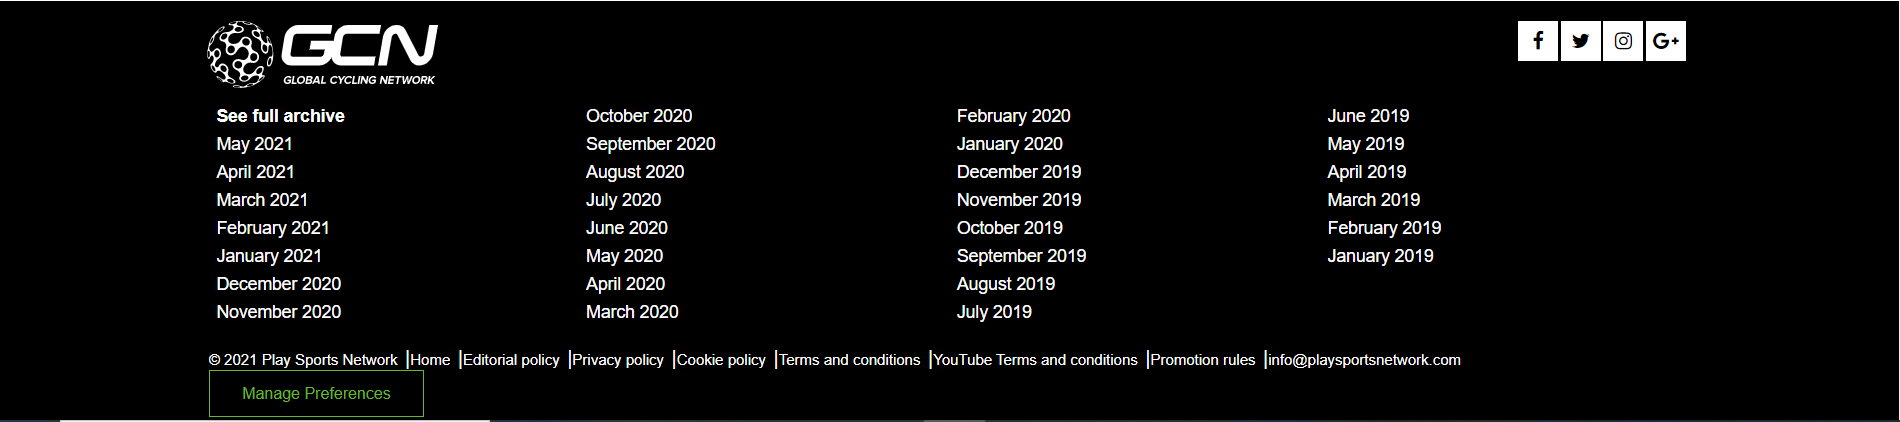 GCN
GLOBAL CYCLING NETWORK
f
G+
See full archive
May 2021
April 2021
March 2021
February 2021
January 2021
December 2020
November 2020
October 2020
September 2020
August 2020
July 2020
June 2020
May 2020
April 2020
March 2020
February 2020
January 2020
December 2019
November 2019
October 2019
September 2019
August 2019
July 2019
June 2019
May 2019
April 2019
March 2019
February 2019
January 2019
© 2021 Play Sports Network |Home |Editorial policy |Privacy policy |Cookie policy |Terms and conditions |YouTube Terms and conditions |Promotion rules |info@playsportsnetwork.com
Manage Preferences